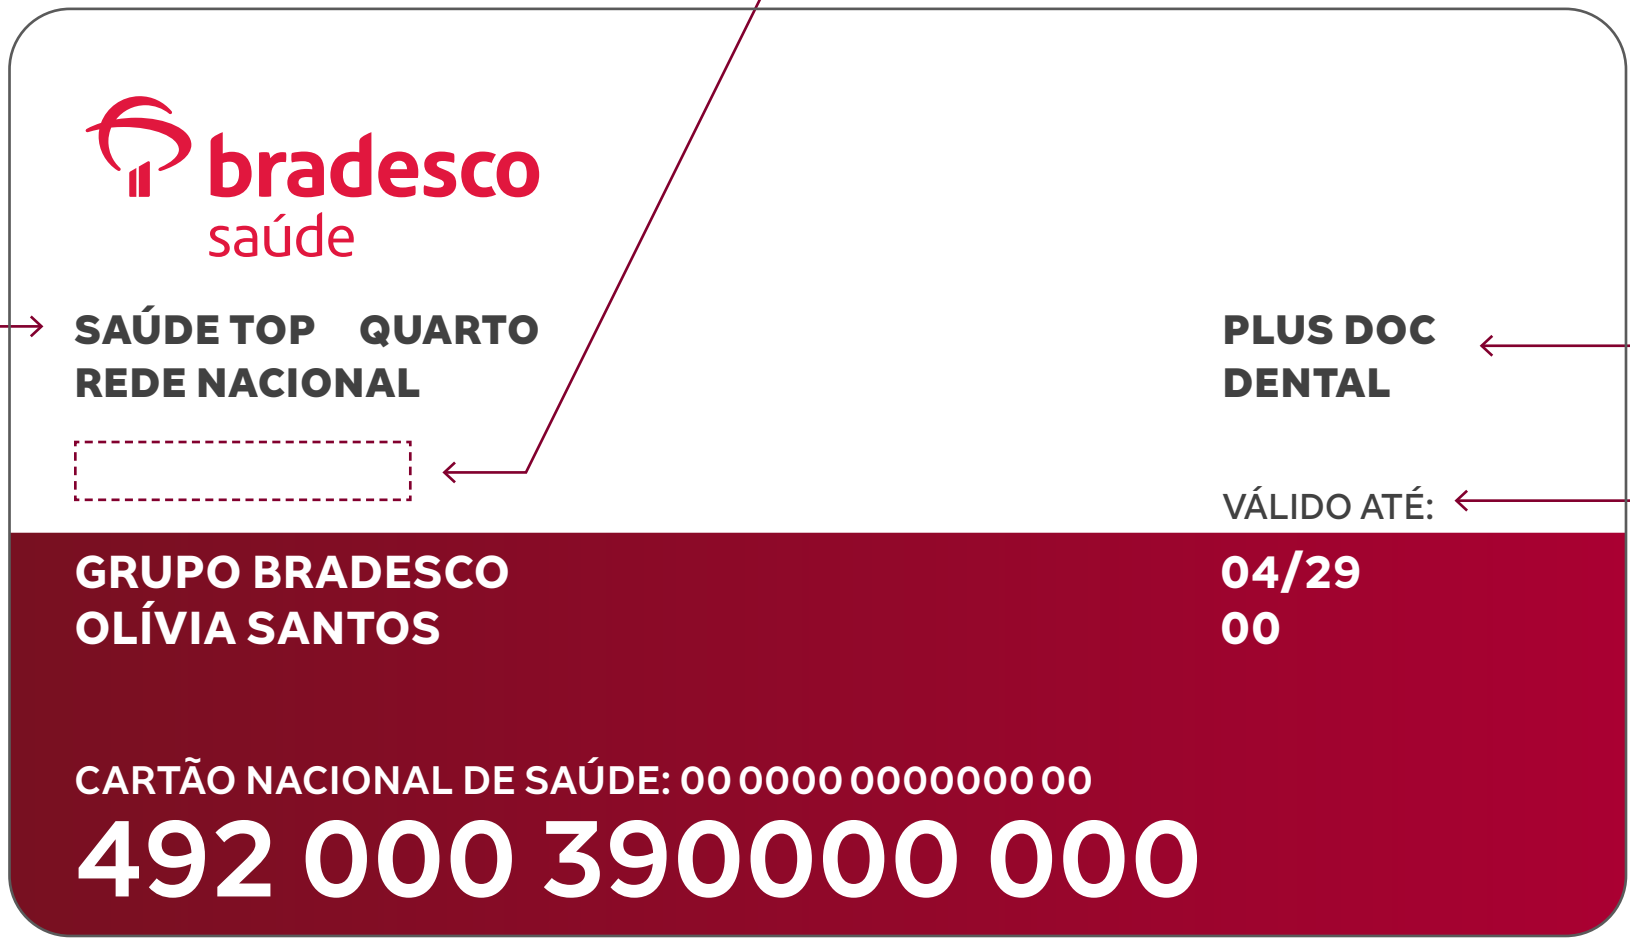 bradesco
saúde
SAÚDE TOP QUARTO
REDE NACIONAL
PLUS DOC
DENTAL
VÁLIDO ATÉ:
GRUPO BRADESCO
OLÍVIA SANTOS
04/29
00
CARTÃO NACIONAL DE SAÚDE: 00 0000 0000000 00
492 000 390000 000